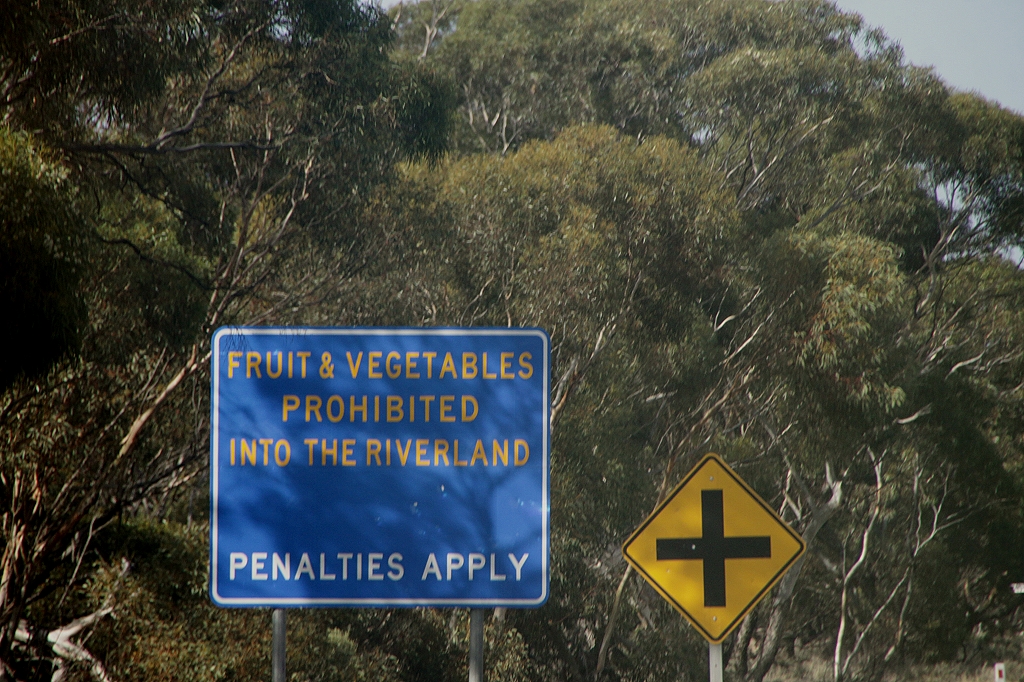 FRUIT & VEGETABLES
PROHIBITED
INTO THE RIVERLAND
PENALTIES APPLY